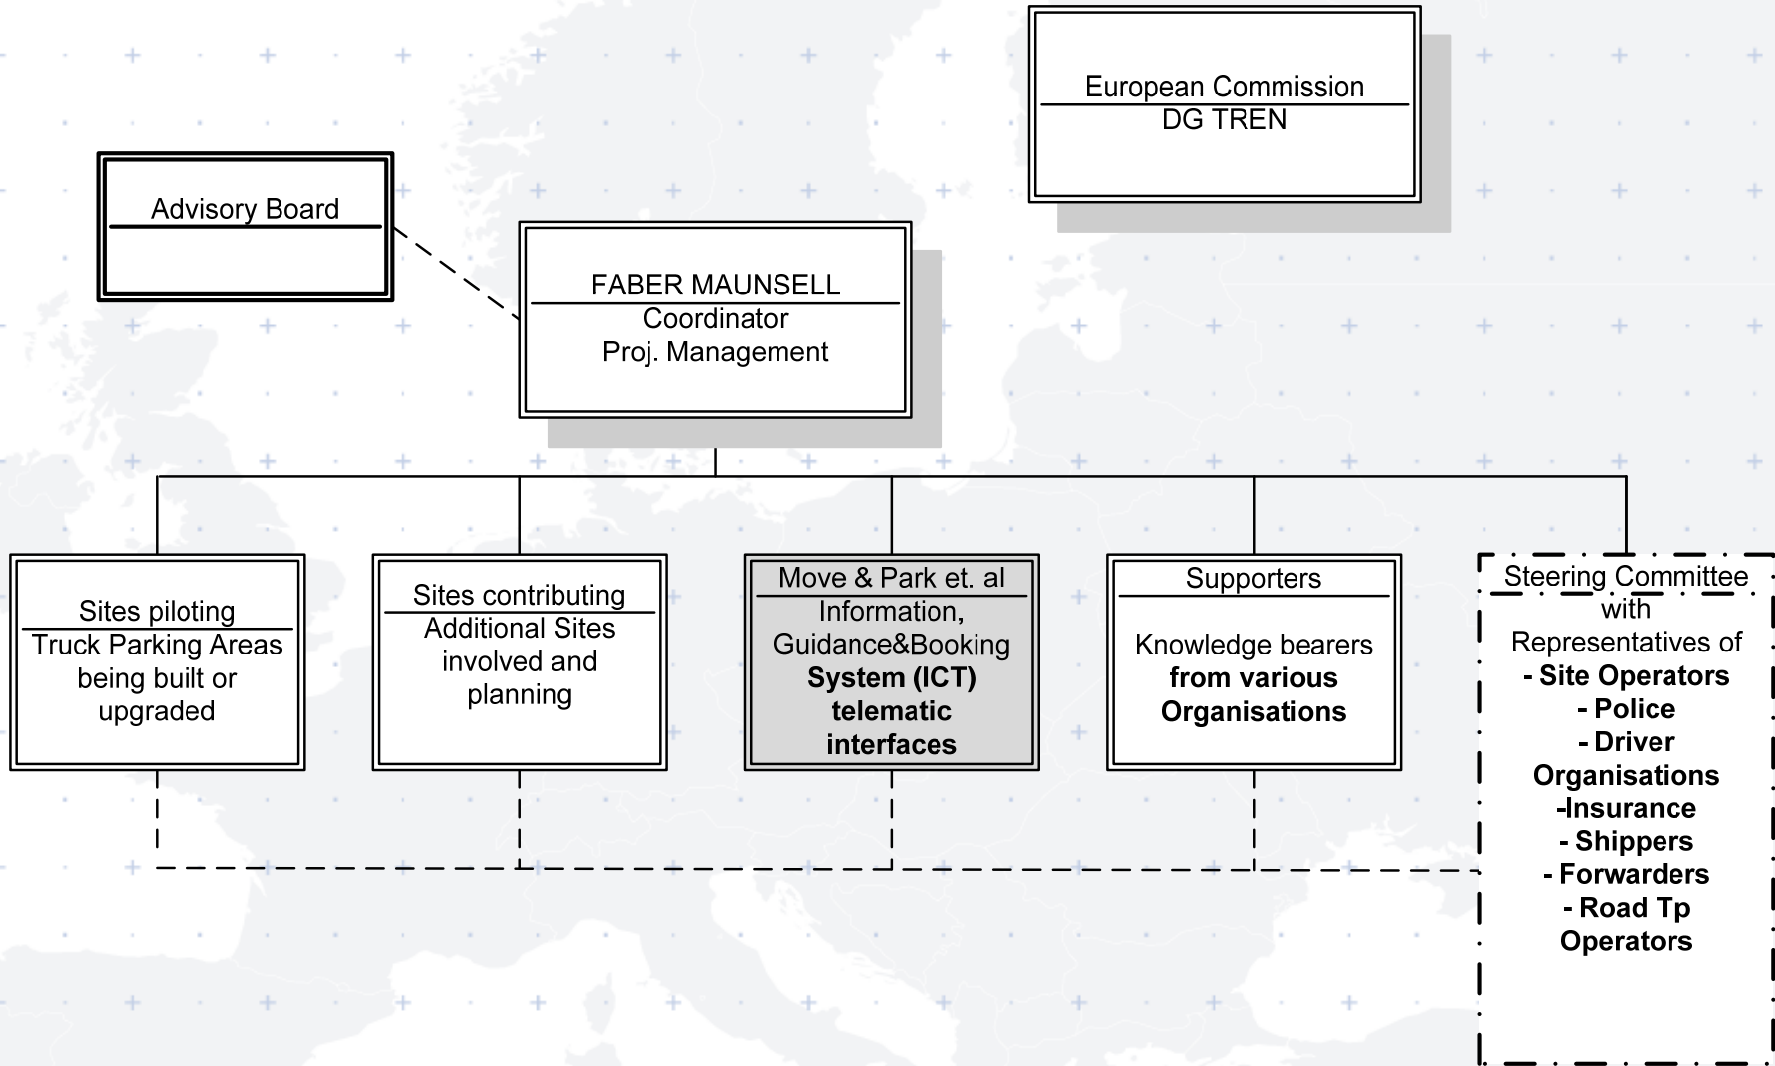 European Commission
DG TREN
Advisory Board
FABER MAUNSELL
Coordinator
Proj. Management
Sites piloting
Truck Parking Areas
being built or
upgraded
Sites contributing
Additional Sites
involved and
planning
Move & Park et. al
Information,
Guidance&Booking
System (ICT)
telematic
interfaces
Supporters
Knowledge bearers
from various
Organisations
Steering Committee
with
Representatives of
- Site Operators
- Police
- Driver
Organisations
-Insurance
- Shippers
- Forwarders
- Road Tp
Operators